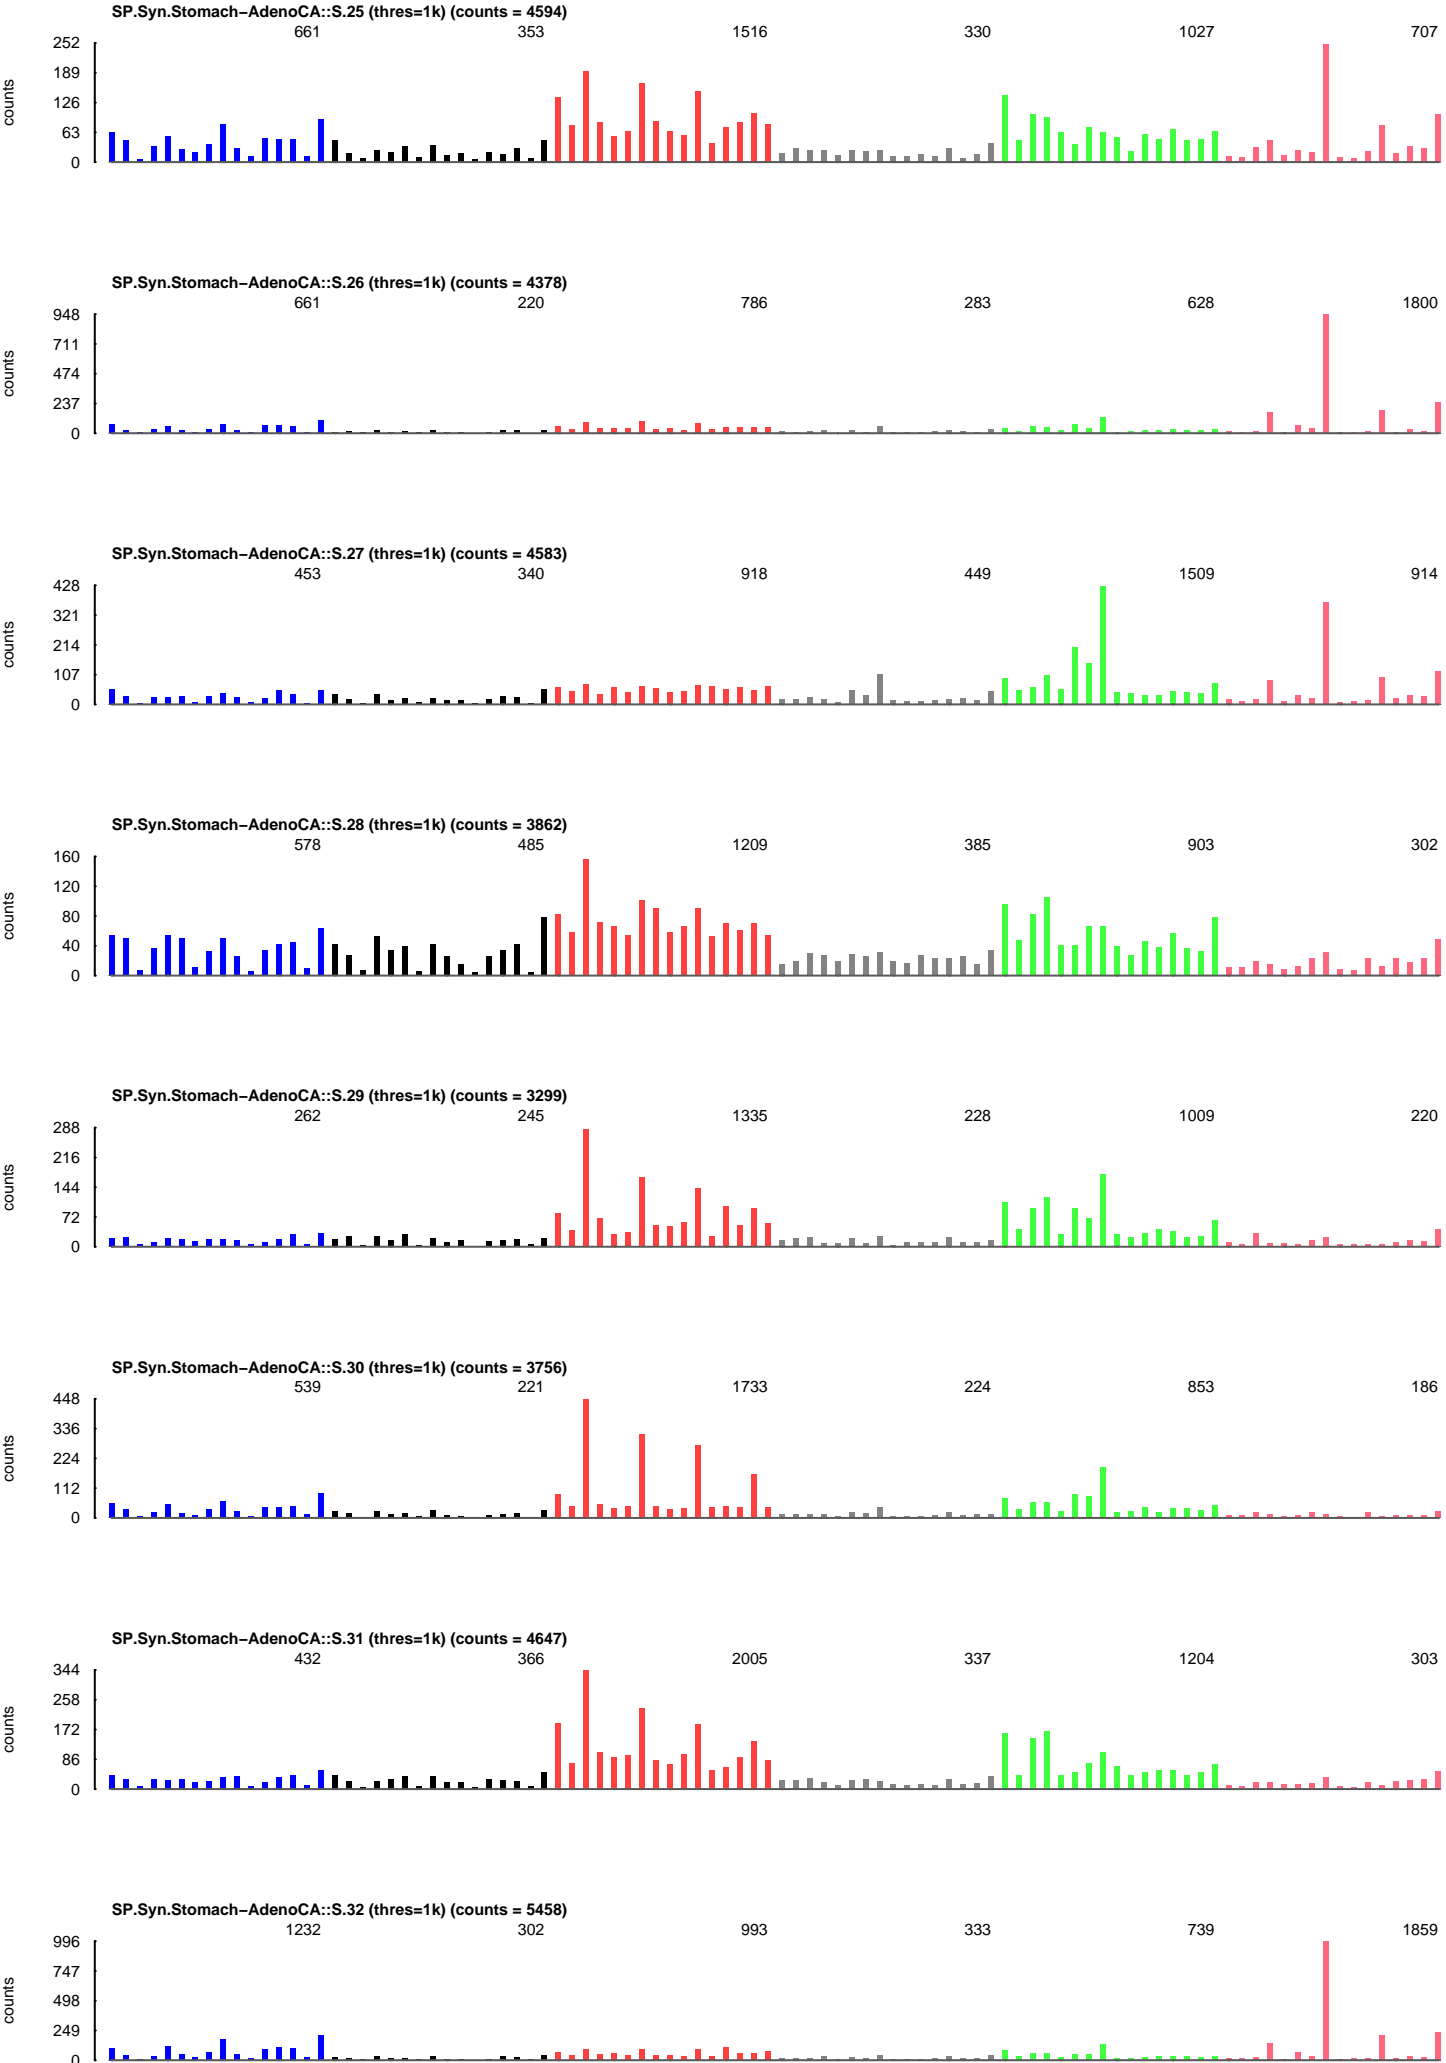 SP.Syn.Stomach−AdenoCA::S.25 (thres=1k) (counts = 4594)
661 353 1516 330 1027 707
252
189
126
63
0
counts
SP.Syn.Stomach−AdenoCA::S.26 (thres=1k) (counts = 4378)
661 220 786 283 628 1800
948
711
474
237
0
counts
SP.Syn.Stomach−AdenoCA::S.27 (thres=1k) (counts = 4583)
453 340 918 449 1509 914
428
321
214
107
0
counts
SP.Syn.Stomach−AdenoCA::S.28 (thres=1k) (counts = 3862)
578 485 1209 385 903 302
160
120
80
40
0
counts
SP.Syn.Stomach−AdenoCA::S.29 (thres=1k) (counts = 3299)
262 245 1335 228 1009 220
288
216
144
72
0
counts
SP.Syn.Stomach−AdenoCA::S.30 (thres=1k) (counts = 3756)
539 221 1733 224 853 186
448
336
224
112
0
counts
SP.Syn.Stomach−AdenoCA::S.31 (thres=1k) (counts = 4647)
432 366 2005 337 1204 303
344
258
172
86
0
counts
SP.Syn.Stomach−AdenoCA::S.32 (thres=1k) (counts = 5458)
1232 302 993 333 739 1859
996
747
498
249
0
counts